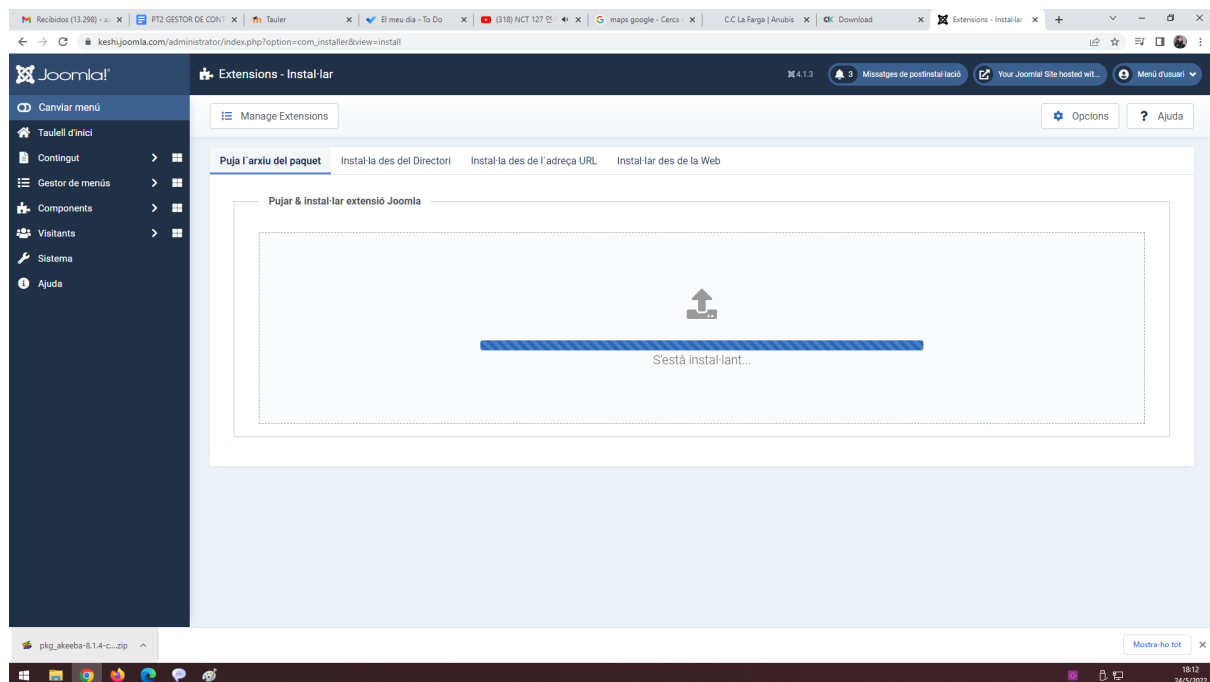 Recibidos (13.298) - a
PT2 GESTOR DE CONT
Tauler
El meu dia - To Do
(318) NCT 127 엔
maps google - Cerca
C.C La Farga | Anubis
Download
Extensions - Instal·lar
keshi.joomla.com/administrator/index.php?option=com_installer&view=install
Joomla!
Extensions - Instal·lar
4.1.3
3 Missatges de postinstal·lació
Your Joomla! Site hosted wit...
Menú d'usuari
Canviar menú
Taulell d'inici
Contingut
Gestor de menús
Components
Visitants
Sistema
Ajuda
Manage Extensions
Opcions
? Ajuda
Puja l`arxiu del paquet
Instal·la des del Directori
Instal·la des de l`adreça URL
Instal·lar des de la Web
Pujar & instal·lar extensió Joomla
S'està instal·lant...
pkg_akeeba-8.1.4-c....zip
Mostra-ho tot
18:12
24/5/2022